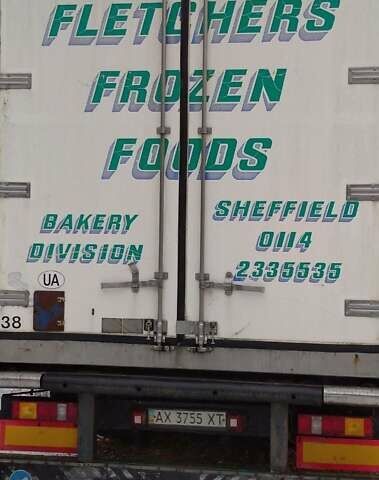 FLETCHERS
FROZEN
FOODS
BAKERY
DIVISION
SHEFFIELD
0114
2335535
UA
38
AX 3755 XT